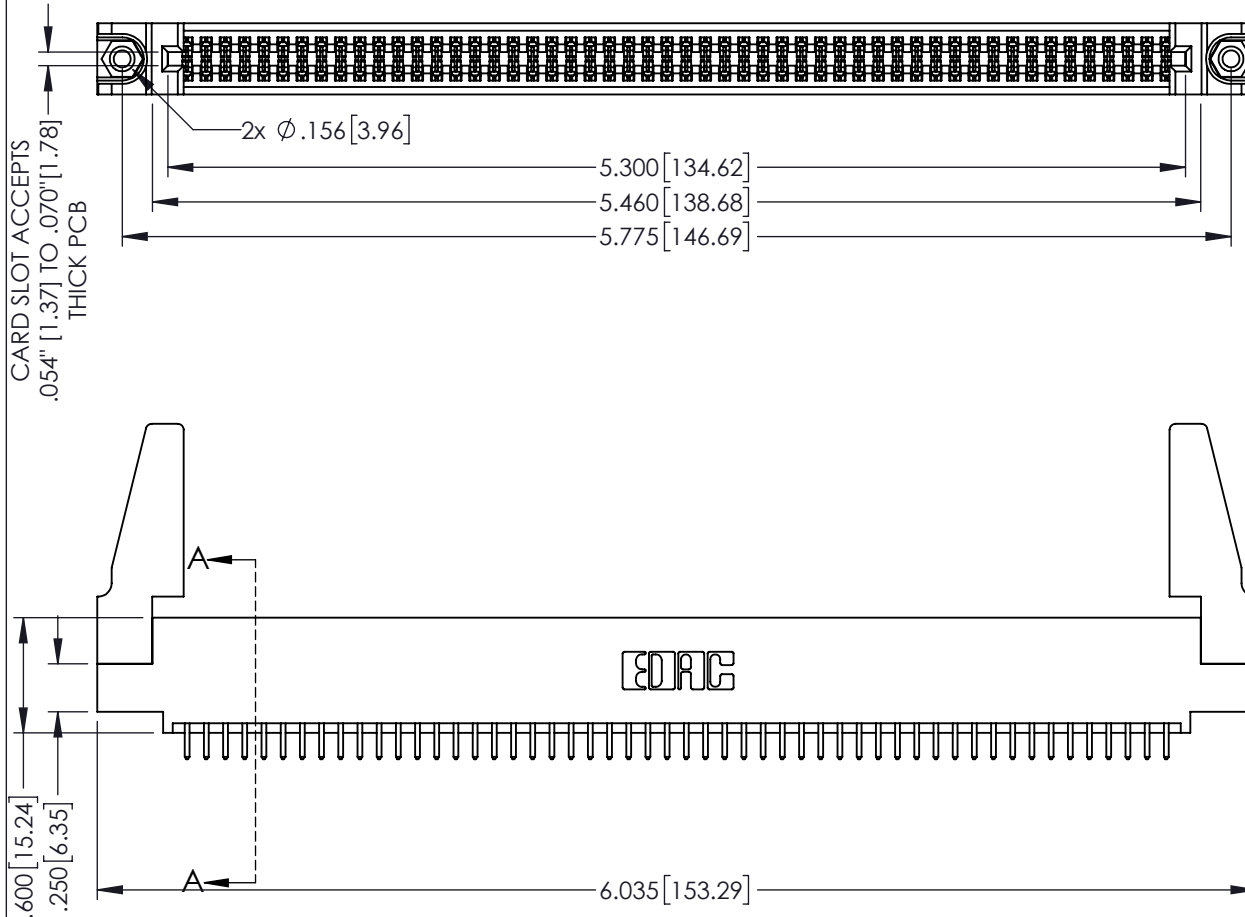 2x ⌀ .156[3.96]
CARD SLOT ACCEPTS
.054" [1.37] TO .070"[1.78]
THICK PCB
5.300[134.62]
5.460[138.68]
5.775[146.69]
A
EDAC
.600[15.24]
.250[6.35]
A
6.035[153.29]